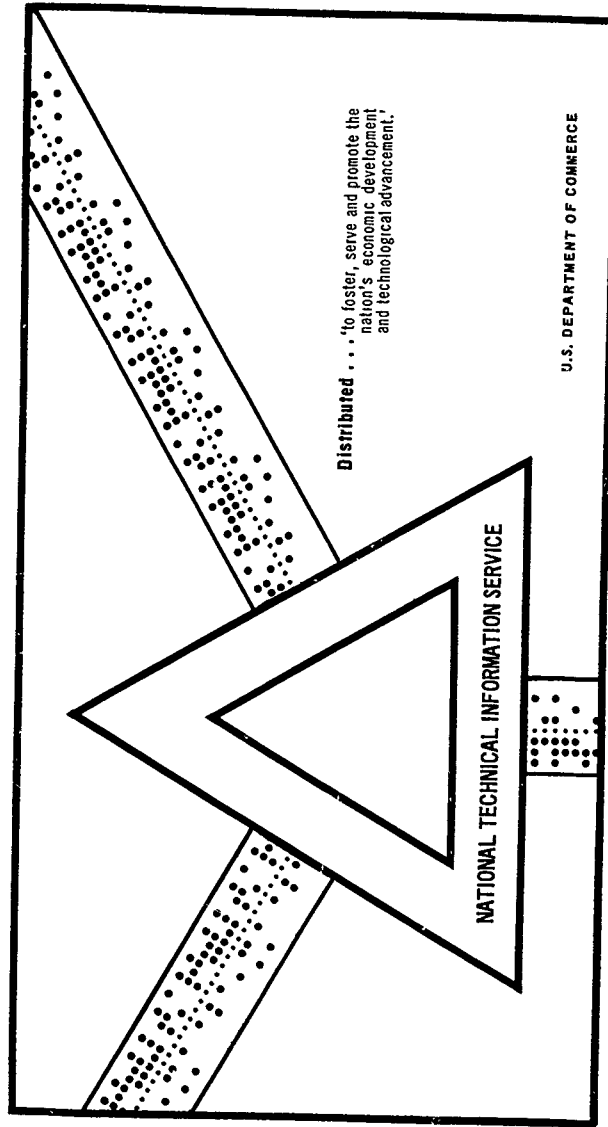 Distributed . . . 'to foster, serve and promote the
nation's economic development
and technological advancement.'
NATIONAL TECHNICAL INFORMATION SERVICE
U.S. DEPARTMENT OF COMMERCE